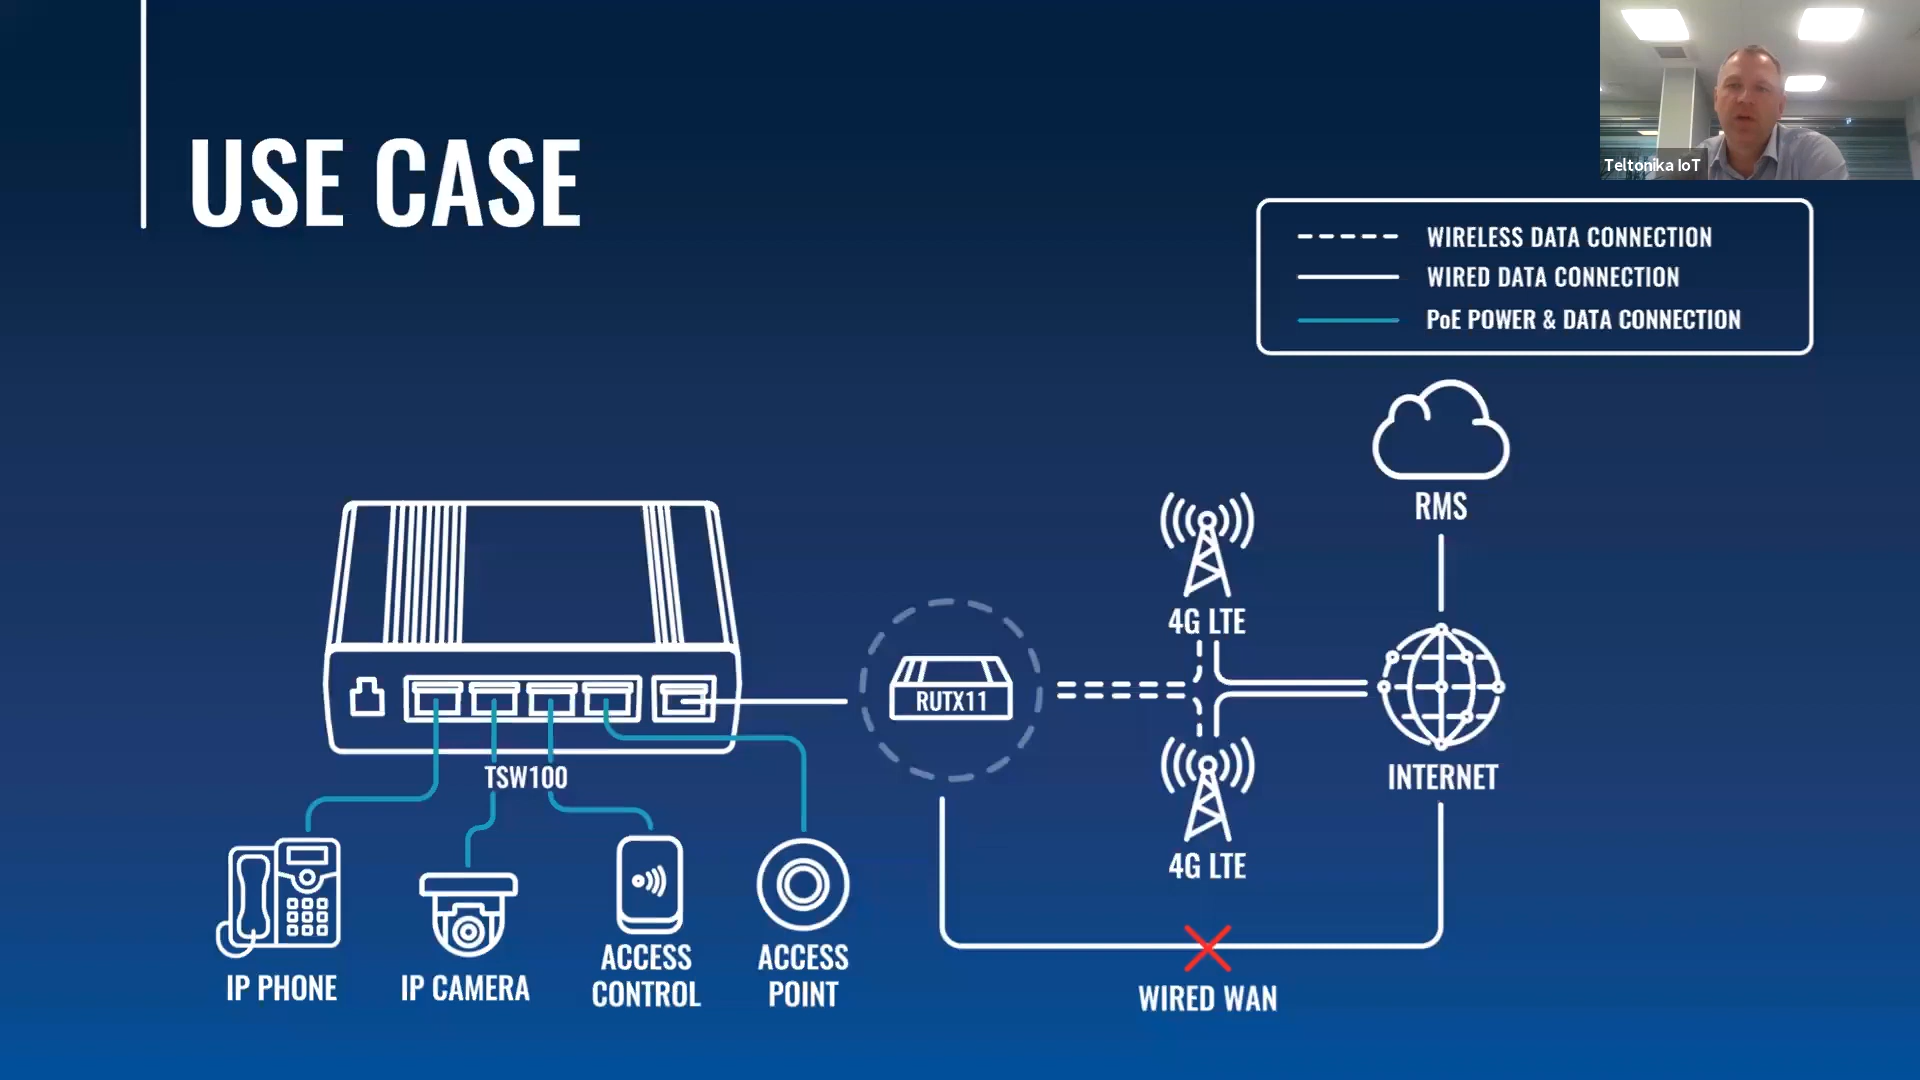 USE CASE
Teltonika IoT
WIRELESS DATA CONNECTION
WIRED DATA CONNECTION
PoE POWER & DATA CONNECTION
RMS
4G LTE
RUTX11
TSW100
INTERNET
4G LTE
IP PHONE
IP CAMERA
ACCESS
CONTROL
ACCESS
POINT
WIRED WAN